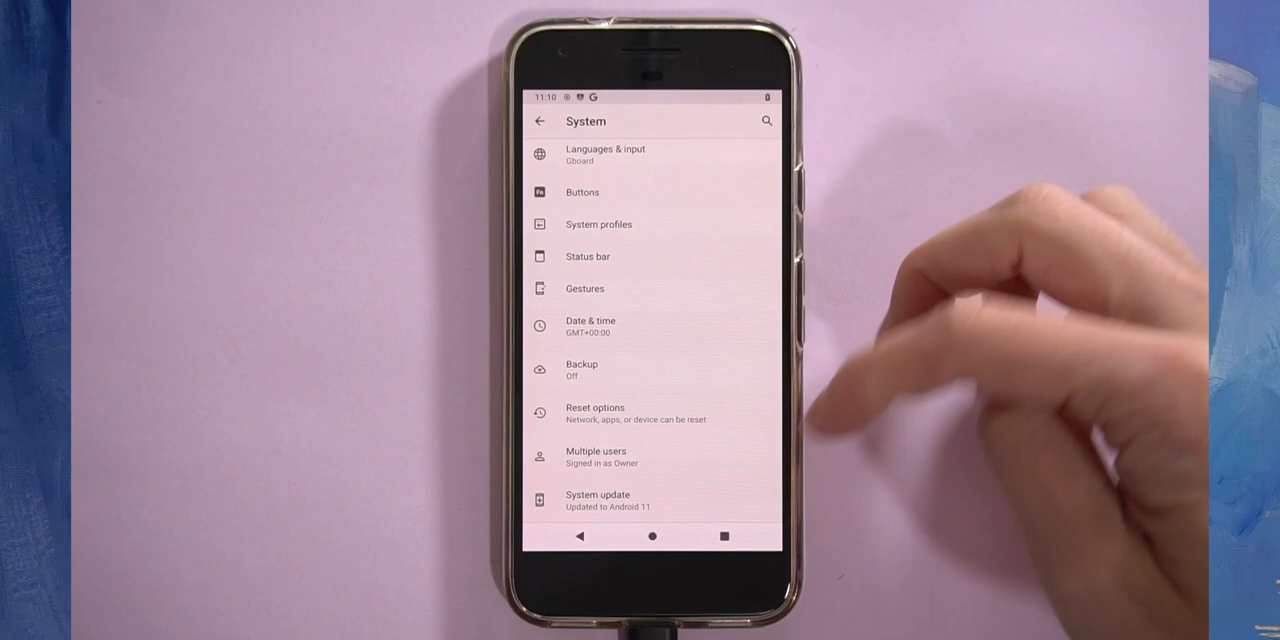 11:10
System
Languages & input
Gboard
Buttons
System profiles
Status bar
Gestures
Date & time
GMT+00:00
Backup
Off
Reset options
Network, apps, or device can be reset
Multiple users
Signed in as Owner
System update
Updated to Android 11